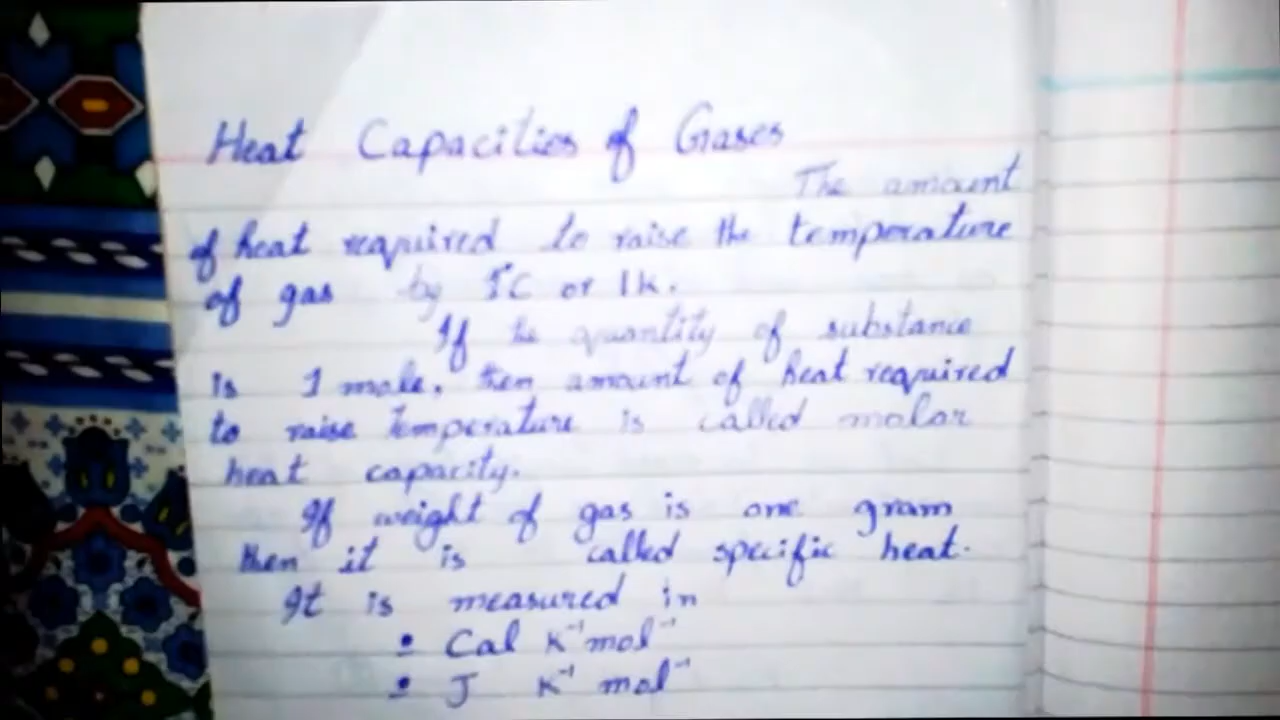 Heat Capacities of Gases
The amount
of heat required to raise the temperature
of gas by 1°C or 1k.
If the quantity of substance
is 1 mole. then amount of heat required
to raise Temperature is called molar
heat capacity.
If weight of gas is one gram
then it is called specific heat.
It is measured in
• Cal K⁻¹ mol⁻¹
• J K⁻¹ mol⁻¹